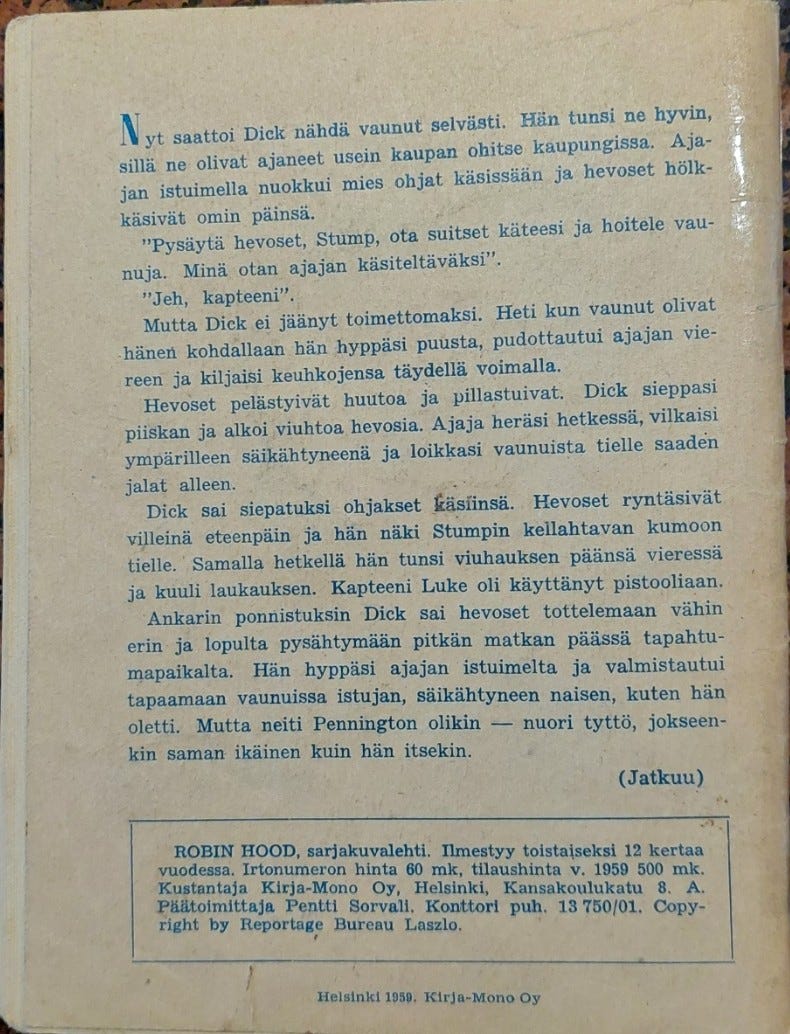 Nyt saattoi Dick nähdä vaunut selvästi. Hän tunsi ne hyvin,
sillä ne olivat ajaneet usein kaupan ohitse kaupungissa. Aja-
jan istuimella nuokkui mies ohjat käsissään ja hevoset hölk-
käsivät omin päinsä.
"Pysäytä hevoset, Stump, ota suitset käteesi ja hoitele vau-
nuja. Minä otan ajajan käsiteltäväksi".
"Jeh, kapteeni".
Mutta Dick ei jäänyt toimettomaksi. Heti kun vaunut olivat
hänen kohdallaan hän hyppäsi puusta, pudottautui ajajan vie-
reen ja kiljaisi keuhkojensa täydellä voimalla.
Hevoset pelästyivät huutoa ja pillastuivat. Dick sieppasi
piiskan ja alkoi viuhtoa hevosia. Ajaja heräsi hetkessä, vilkaisi
ympärilleen säikähtyneenä ja loikkasi vaunuista tielle saaden
jalat alleen.
Dick sai siepatuksi ohjakset käsiinsä. Hevoset ryntäsivät
villeinä eteenpäin ja hän näki Stumpin kellahtavan kumoon
tielle. Samalla hetkellä hän tunsi viuhauksen päänsä vieressä
ja kuuli laukauksen. Kapteeni Luke oli käyttänyt pistooliaan.
Ankarin ponnistuksin Dick sai hevoset tottelemaan vähin
erin ja lopulta pysähtymään pitkän matkan päässä tapahtu-
mapaikalta. Hän hyppäsi ajajan istuimelta ja valmistautui
tapaamaan vaunuissa istujan, säikähtyneen naisen, kuten hän
oletti. Mutta neiti Pennington olikin — nuori tyttö, jokseen-
kin saman ikäinen kuin hän itsekin.
(Jatkuu)
ROBIN HOOD, sarjakuvalehti. Ilmestyy toistaiseksi 12 kertaa
vuodessa. Irtonumeron hinta 60 mk, tilaushinta v. 1959 500 mk.
Kustantaja Kirja-Mono Oy, Helsinki, Kansakoulukatu 8. A.
Päätoimittaja Pentti Sorvali. Konttori puh. 13 750/01. Copy-
right by Reportage Bureau Laszlo.
Helsinki 1959. Kirja-Mono Oy